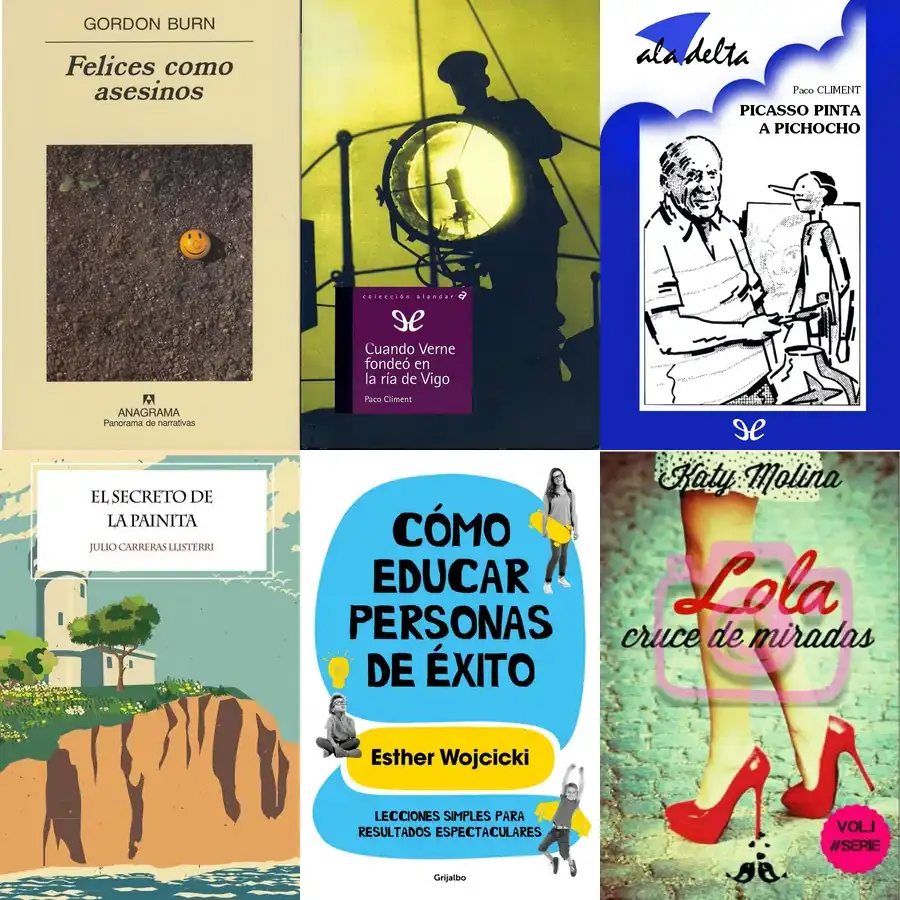 GORDON BURN
Felices como
asesinos
ANAGRAMA
Panorama de narrativas
colección alandar a
Cuando Verne
fondeó en
la ría de Vigo
Paco Climent
ala delta
Paco CLIMENT
PICASSO PINTA
A PICHOCHO
EL SECRETO DE
LA PAINITA
JULIO CARRERAS LLISTERRI
CÓMO
EDUCAR
PERSONAS
DE ÉXITO
Esther Wojcicki
LECCIONES SIMPLES PARA
RESULTADOS ESPECTACULARES
Grijalbo
Katy Molina
Lola
cruce de miradas
VOL.I
#SERIE